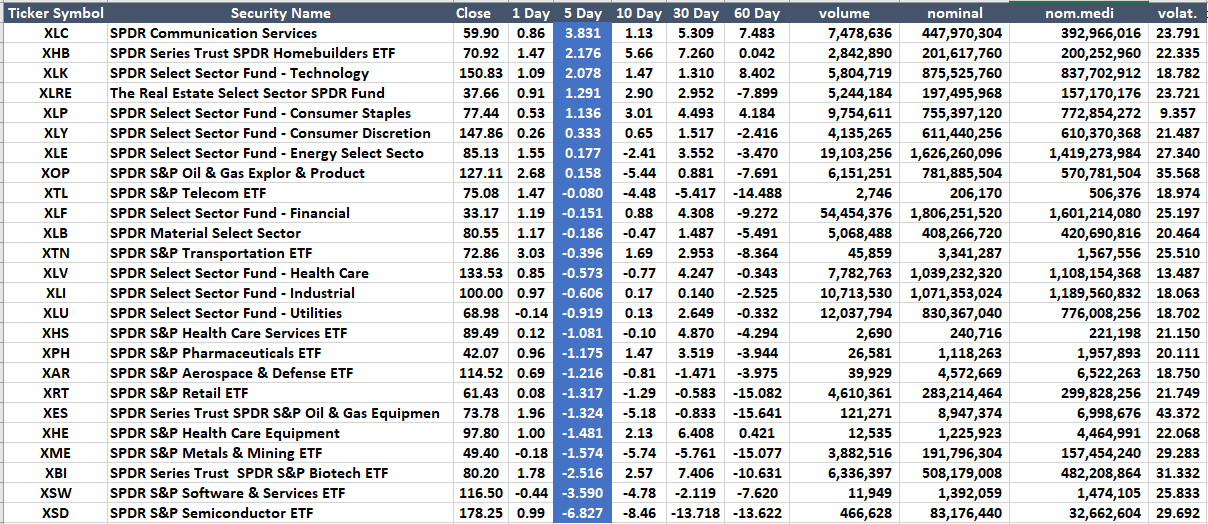 Ticker Symbol Security Name Close 1 Day 5 Day 10 Day 30 Day 60 Day volume nominal nom.medi volat.
XLC SPDR Communication Services 59.90 0.86 3.831 1.13 5.309 7.483 7,478,636 447,970,304 392,966,016 23.791
XHB SPDR Series Trust SPDR Homebuilders ETF 70.92 1.47 2.176 5.66 7.260 0.042 2,842,890 201,617,760 200,252,960 22.335
XLK SPDR Select Sector Fund - Technology 150.83 1.09 2.078 1.47 1.310 8.402 5,804,719 875,525,760 837,702,912 18.782
XLRE The Real Estate Select Sector SPDR Fund 37.66 0.91 1.291 2.90 2.952 -7.899 5,244,184 197,495,968 157,170,176 23.721
XLP SPDR Select Sector Fund - Consumer Staples 77.44 0.53 1.136 3.01 4.493 4.184 9,754,611 755,397,120 772,854,272 9.357
XLY SPDR Select Sector Fund - Consumer Discretion 147.86 0.26 0.333 0.65 1.517 -2.416 4,135,265 611,440,256 610,370,368 21.487
XLE SPDR Select Sector Fund - Energy Select Secto 85.13 1.55 0.177 -2.41 3.552 -3.470 19,103,256 1,626,260,096 1,419,273,984 27.340
XOP SPDR S&P Oil & Gas Explor & Product 127.11 2.68 0.158 -5.44 0.881 -7.691 6,151,251 781,885,504 570,781,504 35.568
XTL SPDR S&P Telecom ETF 75.08 1.47 -0.080 -4.48 -5.417 -14.488 2,746 206,170 506,376 18.974
XLF SPDR Select Sector Fund - Financial 33.17 1.19 -0.151 0.88 4.308 -9.272 54,454,376 1,806,251,520 1,601,214,080 25.197
XLB SPDR Material Select Sector 80.55 1.17 -0.186 -0.47 1.487 -5.491 5,068,488 408,266,720 420,690,816 20.464
XTN SPDR S&P Transportation ETF 72.86 3.03 -0.396 1.69 2.953 -8.364 45,859 3,341,287 1,567,556 25.510
XLV SPDR Select Sector Fund - Health Care 133.53 0.85 -0.573 -0.77 4.247 -0.343 7,782,763 1,039,232,320 1,108,154,368 13.487
XLI SPDR Select Sector Fund - Industrial 100.00 0.97 -0.606 0.17 0.140 -2.525 10,713,530 1,071,353,024 1,189,560,832 18.063
XLU SPDR Select Sector Fund - Utilities 68.98 -0.14 -0.919 0.13 2.649 -0.332 12,037,794 830,367,040 776,008,256 18.702
XHS SPDR S&P Health Care Services ETF 89.49 0.12 -1.081 -0.10 4.870 -4.294 2,690 240,716 221,198 21.150
XPH SPDR S&P Pharmaceuticals ETF 42.07 0.96 -1.175 1.47 3.519 -3.944 26,581 1,118,263 1,957,893 20.111
XAR SPDR S&P Aerospace & Defense ETF 114.52 0.69 -1.216 -0.81 -1.471 -3.975 39,929 4,572,669 6,522,263 18.750
XRT SPDR S&P Retail ETF 61.43 0.08 -1.317 -1.29 -0.583 -15.082 4,610,361 283,214,464 299,828,256 21.749
XES SPDR Series Trust SPDR S&P Oil & Gas Equipmen 73.78 1.96 -1.324 -5.18 -0.833 -15.641 121,271 8,947,374 6,998,676 43.372
XHE SPDR S&P Health Care Equipment 97.80 1.00 -1.481 2.13 6.408 0.421 12,535 1,225,923 4,464,991 22.068
XME SPDR S&P Metals & Mining ETF 49.40 -0.18 -1.574 -5.74 -5.761 -15.077 3,882,516 191,796,304 157,454,240 29.283
XBI SPDR Series Trust SPDR S&P Biotech ETF 80.20 1.78 -2.516 2.57 7.406 -10.631 6,336,397 508,179,008 482,208,864 31.332
XSW SPDR S&P Software & Services ETF 116.50 -0.44 -3.590 -4.78 -2.119 -7.620 11,949 1,392,059 1,474,105 25.833
XSD SPDR S&P Semiconductor ETF 178.25 0.99 -6.827 -8.46 -13.718 -13.622 466,628 83,176,440 32,662,604 29.692